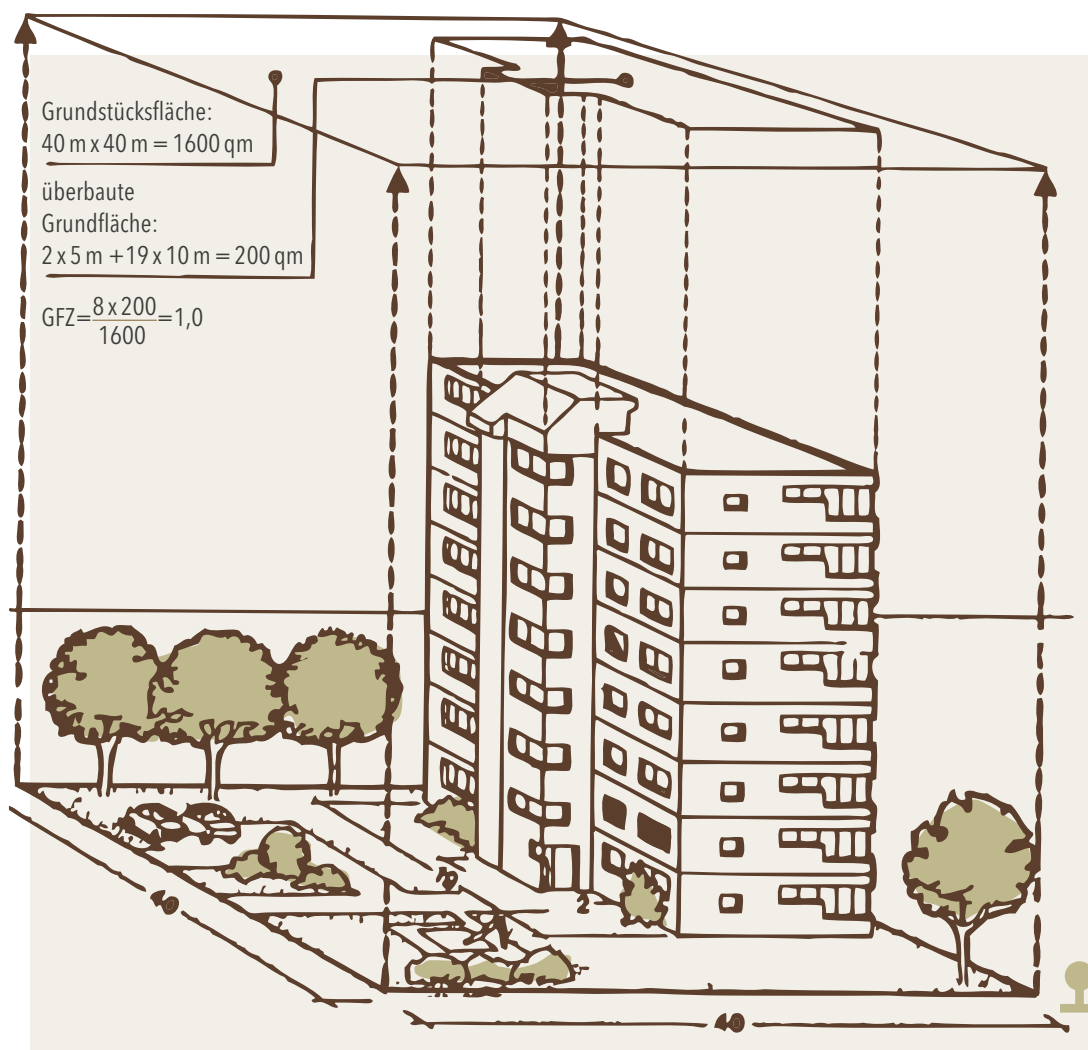 Grundstücksfläche:
40 m x 40 m = 1600 qm
überbaute
Grundfläche:
2 x 5 m +19 x 10 m = 200 qm
GFZ=8 x 200=1,0
1600
40
2
40